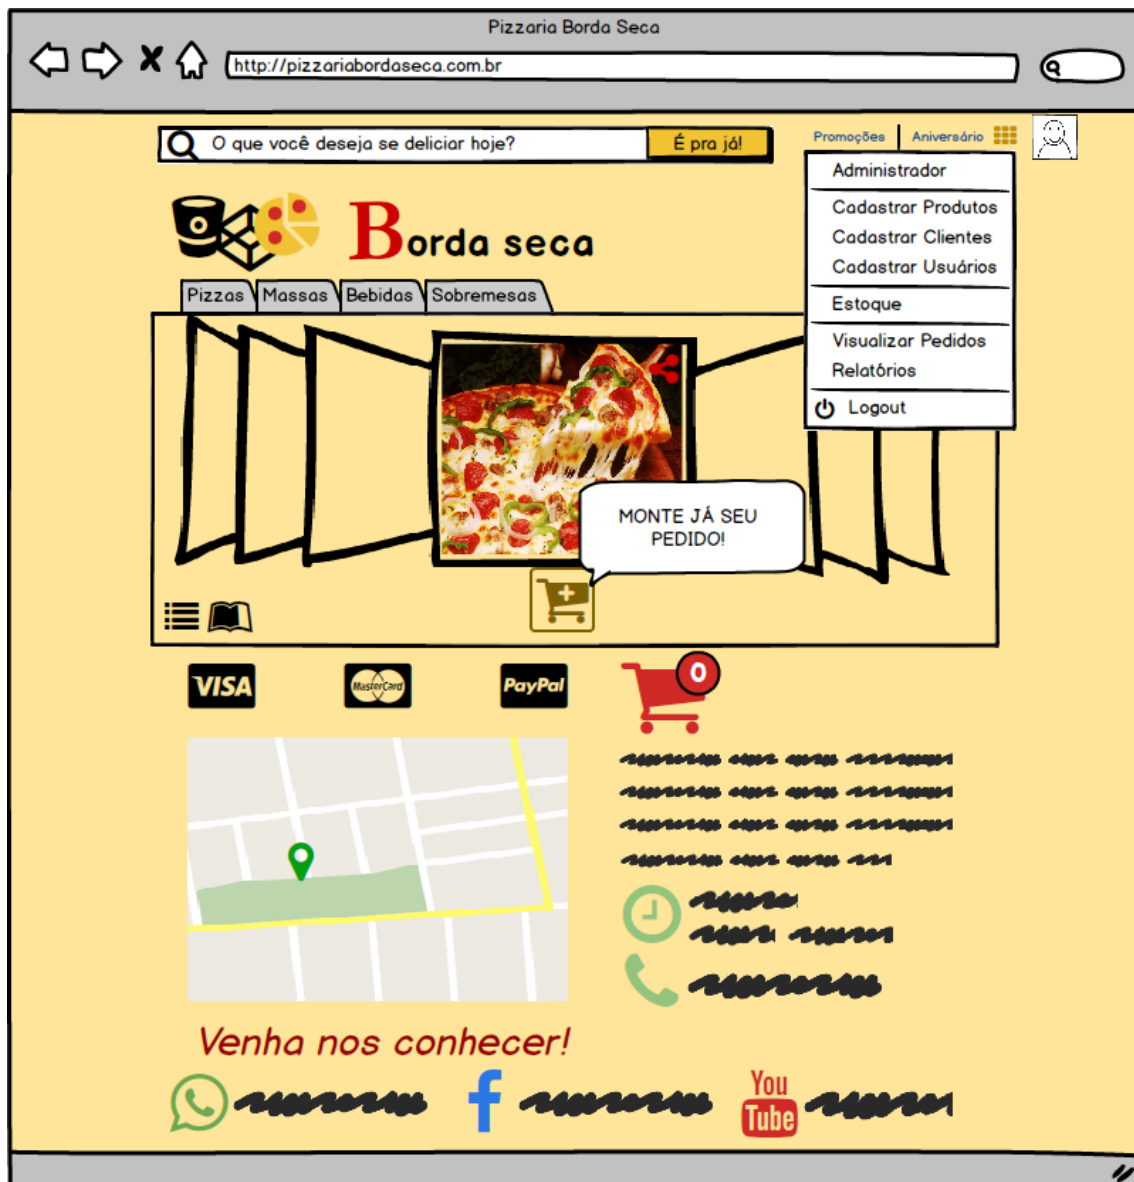 Pizzaria Borda Seca
http://pizzariabordaseca.com.br
O que você deseja se deliciar hoje?
É pra já!
Promoções
Aniversário
Administrador
Cadastrar Produtos
Cadastrar Clientes
Cadastrar Usuários
Estoque
Visualizar Pedidos
Relatórios
Logout
Borda seca
Pizzas
Massas
Bebidas
Sobremesas
MONTE JÁ SEU
PEDIDO!
VISA
MasterCard
PayPal
0
Venha nos conhecer!
You
Tube